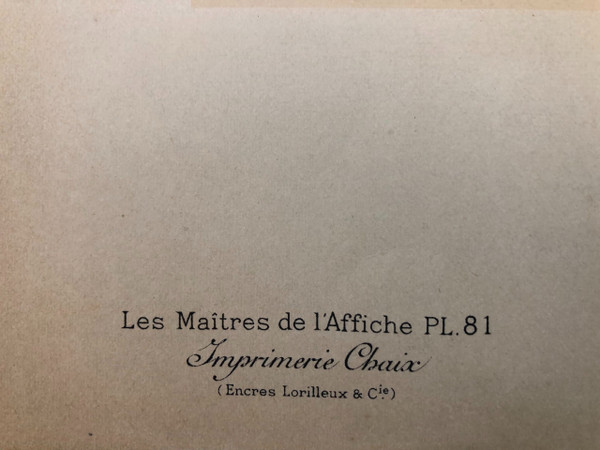 Les Maîtres de l'Affiche PL. 81
Imprimerie Chaix
(Encres Lorilleux & Cie.)